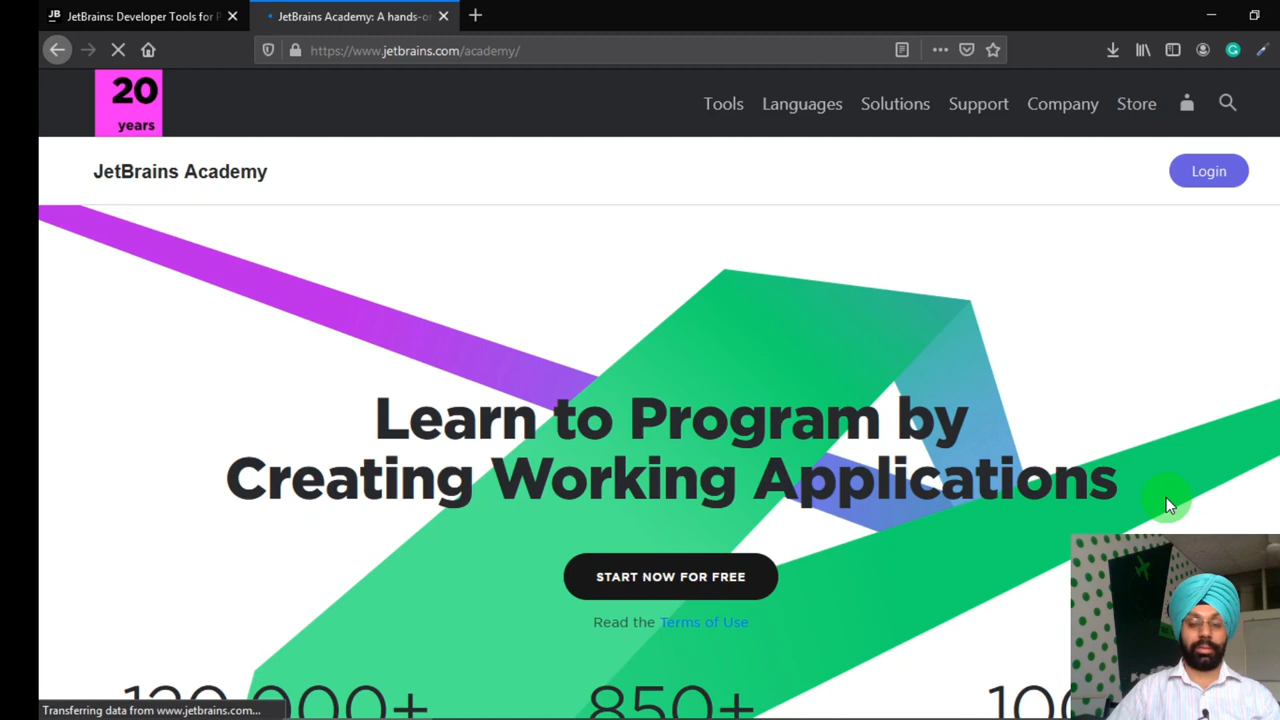 JetBrains: Developer Tools for P
JetBrains Academy: A hands-or
https://www.jetbrains.com/academy/
20
years
Tools Languages Solutions Support Company Store
JetBrains Academy
Login
Learn to Program by
Creating Working Applications
START NOW FOR FREE
Read the Terms of Use
850+
Transferring data from www.jetbrains.com...